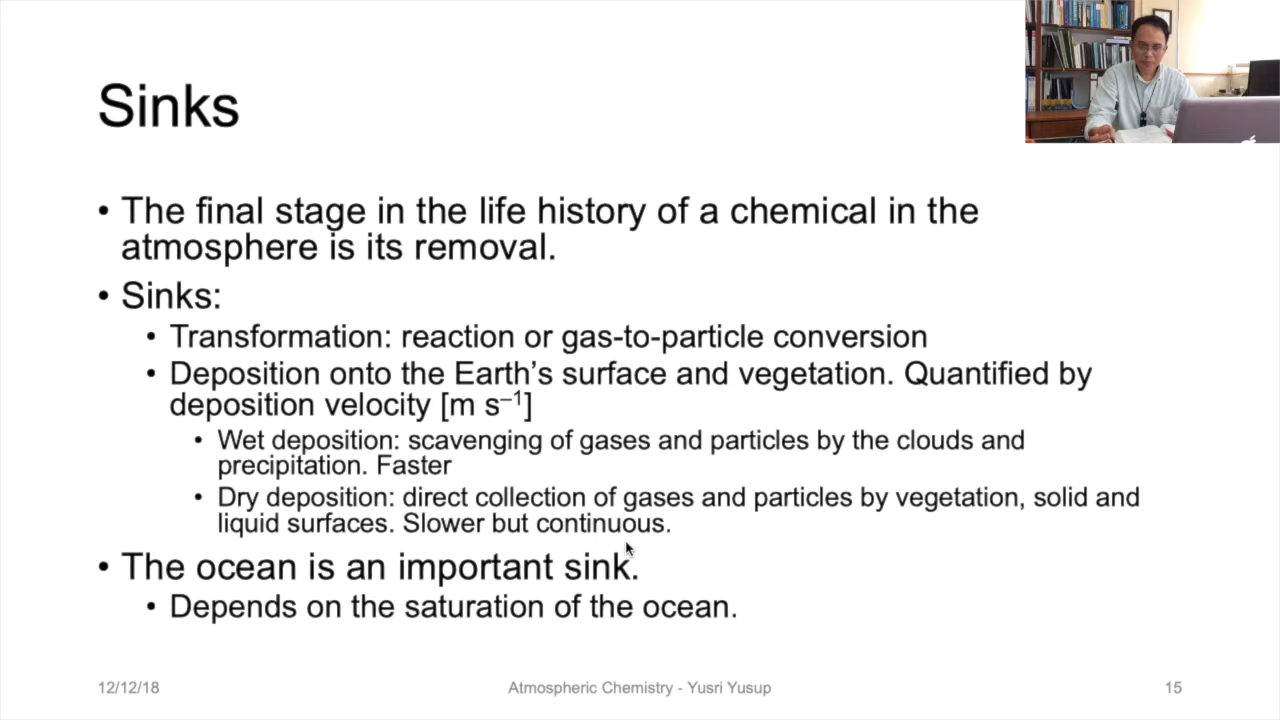 Sinks
• The final stage in the life history of a chemical in the
atmosphere is its removal.
• Sinks:
• Transformation: reaction or gas-to-particle conversion
• Deposition onto the Earth’s surface and vegetation. Quantified by
deposition velocity [m s⁻¹]
• Wet deposition: scavenging of gases and particles by the clouds and
precipitation. Faster
• Dry deposition: direct collection of gases and particles by vegetation, solid and
liquid surfaces. Slower but continuous.
• The ocean is an important sink.
• Depends on the saturation of the ocean.
12/12/18
Atmospheric Chemistry - Yusri Yusup
15